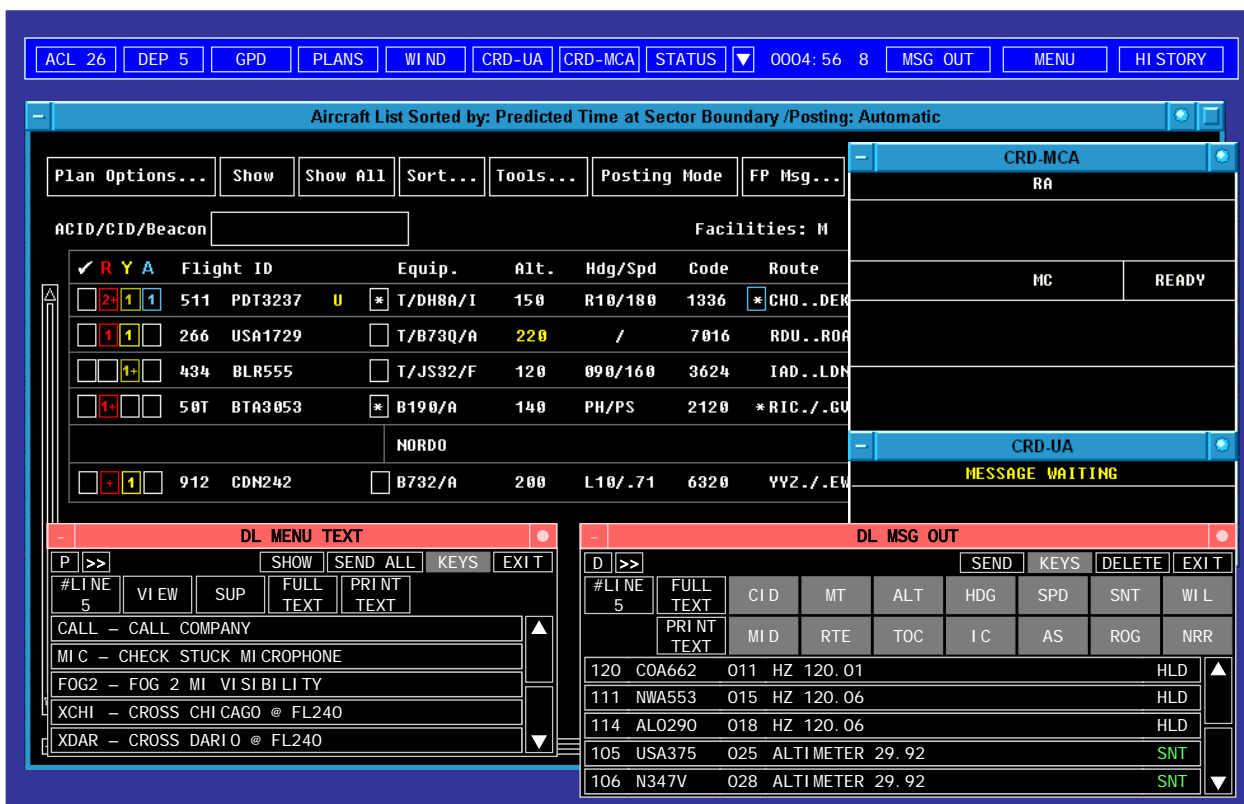 ACL 26 DEP 5 GPD PLANS WIND CRD-UA CRD-MCA STATUS 0004:56 8 MSG OUT MENU HISTORY
Aircraft List Sorted by: Predicted Time at Sector Boundary /Posting: Automatic
Plan Options... Show Show All Sort... Tools... Posting Mode FP Msg...
ACID/CID/Beacon Facilities: M
✓ R Y A Flight ID Equip. Alt. Hdg/Spd Code Route
2+ 1 1 511 PDT3237 U * T/DH8A/I 150 R10/180 1336 * CHO..DEK
1 1 266 USA1729 T/B73Q/A 220 / 7016 RDU..ROA
1+ 434 BLR555 T/JS32/F 120 090/160 3624 IAD..LDN
1+ 50T BTA3053 * B190/A 140 PH/PS 2120 *RIC./.GV
NORDO
+ 1 912 CDN242 B732/A 200 L10/.71 6320 YYZ./.EW
CRD-MCA
RA
MC READY
CRD-UA
MESSAGE WAITING
DL MENU TEXT
P >> SHOW SEND ALL KEYS EXIT
#LINE 5 VIEW SUP FULL TEXT PRINT TEXT
CALL – CALL COMPANY
MIC – CHECK STUCK MICROPHONE
FOG2 – FOG 2 MI VISIBILITY
XCHI – CROSS CHICAGO @ FL240
XDAR – CROSS DARIO @ FL240
DL MSG OUT
D >> SEND KEYS DELETE EXIT
#LINE 5 FULL TEXT CID MT ALT HDG SPD SNT WIL
PRINT TEXT MID RTE TOC IC AS ROG NRR
120 COA662 011 HZ 120.01 HLD
111 NWA553 015 HZ 120.06 HLD
114 ALO290 018 HZ 120.06 HLD
105 USA375 025 ALTIMETER 29.92 SNT
106 N347V 028 ALTIMETER 29.92 SNT